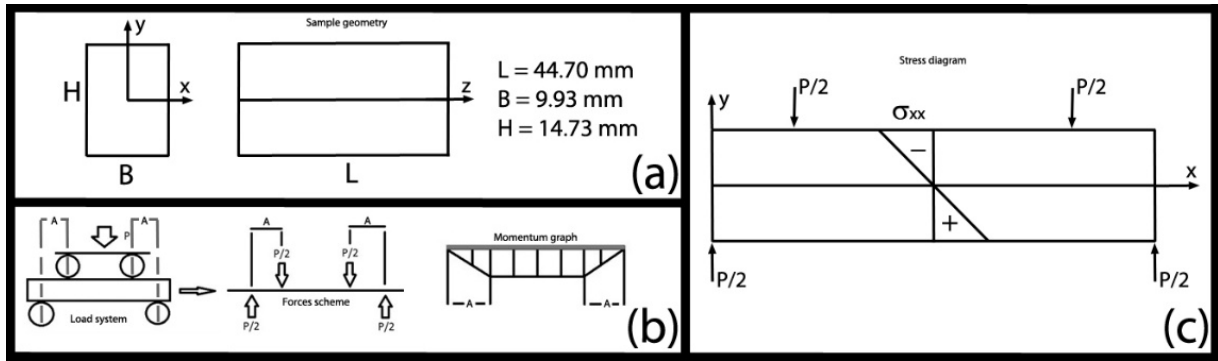 Sample geometry
y
x
H
B
z
L
L = 44.70 mm
B = 9.93 mm
H = 14.73 mm
(a)
A
A
P
Load system
A
A
P/2
P/2
Forces scheme
P/2
P/2
Momentum graph
A
A
(b)
Stress diagram
y
P/2
P/2
σxx
−
x
+
P/2
P/2
(c)